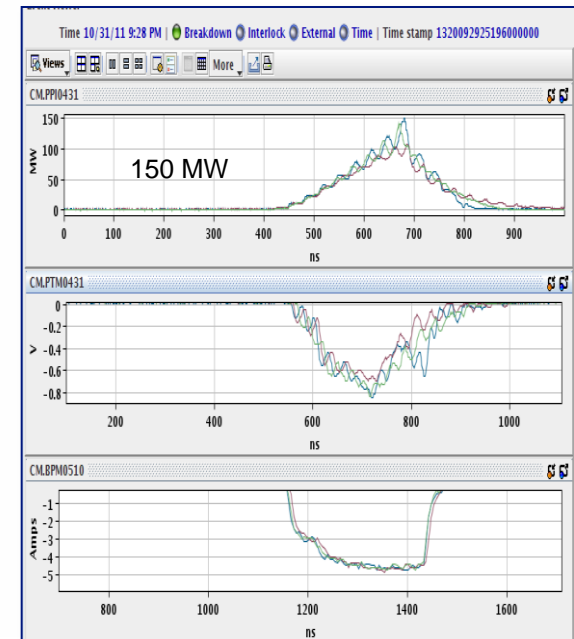 Time 10/31/11 9:28 PM | Breakdown Interlock External Time | Time stamp 1320092925196000000
Views More
CM.PPI0431
150
100
50
0
MW
150 MW
0 100 200 300 400 500 600 700 800 900
ns
CM.PTM0431
0
-0.2
-0.4
-0.6
-0.8
V
200 400 600 800 1000
ns
CM.BPM0510
-1
-2
-3
-4
-5
Amps
800 1000 1200 1400 1600
ns